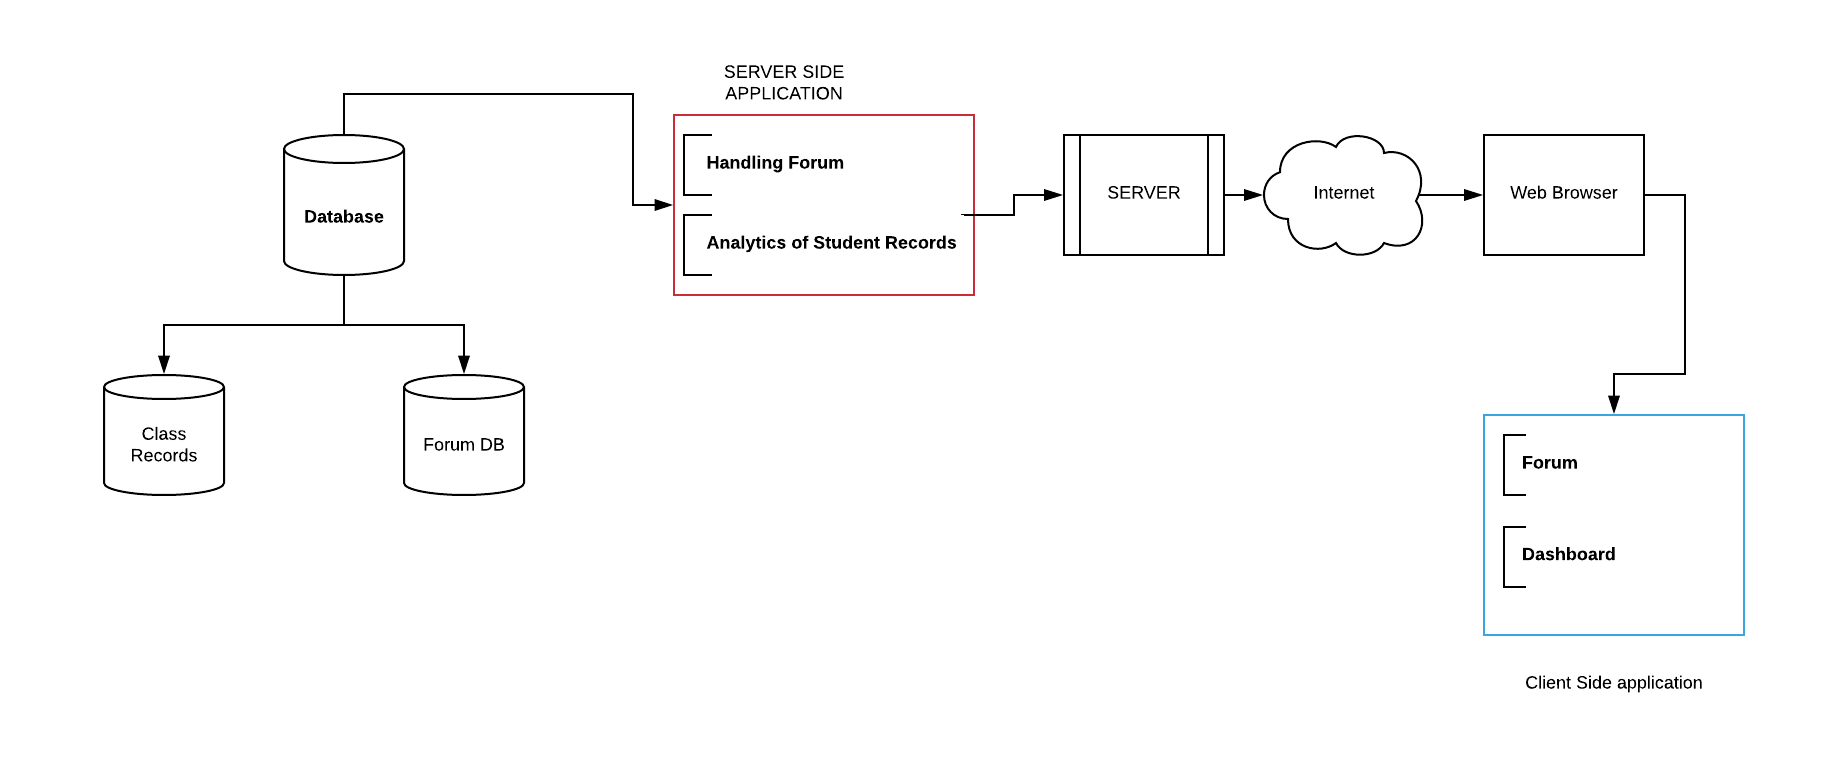 SERVER SIDE
APPLICATION
Handling Forum
Database
Analytics of Student Records
SERVER
Internet
Web Browser
Class
Records
Forum DB
Forum
Dashboard
Client Side application